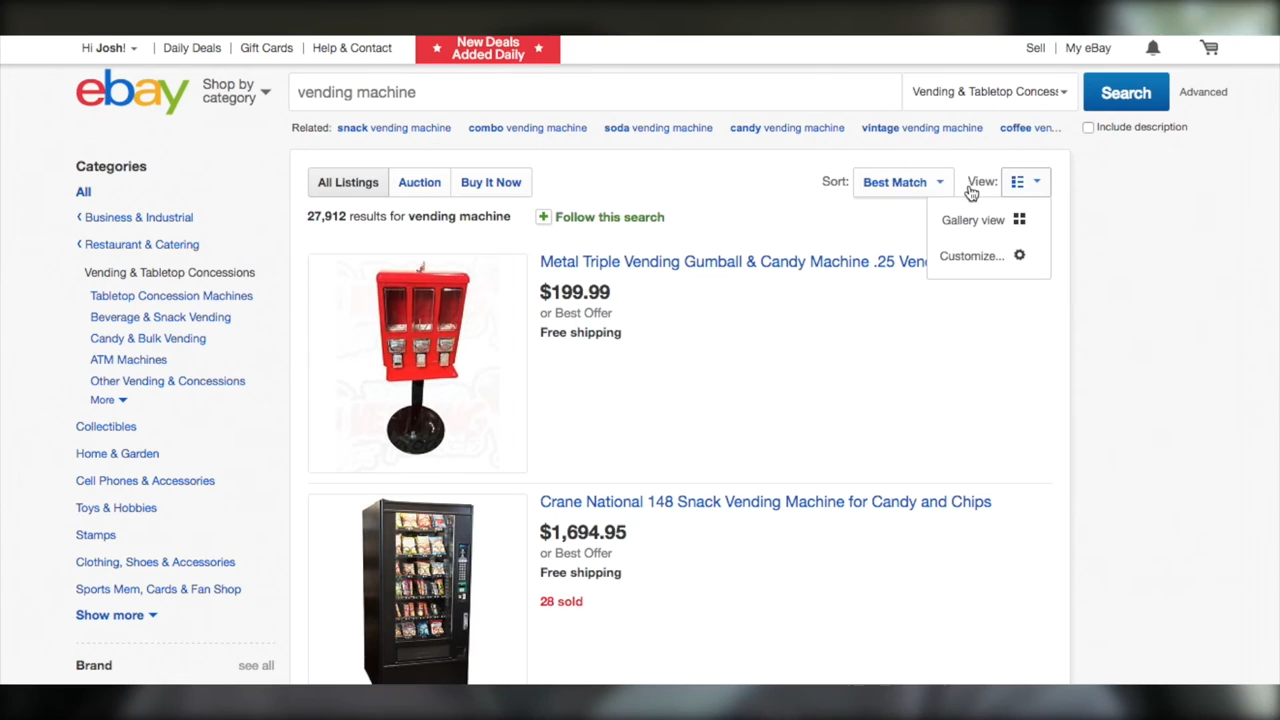 Hi Josh!
Daily Deals
Gift Cards
Help & Contact
New Deals
Added Daily
Sell
My eBay
ebay
Shop by
category
vending machine
Vending & Tabletop Concess
Search
Advanced
Related:
snack vending machine
combo vending machine
soda vending machine
candy vending machine
vintage vending machine
coffee ven...
Include description
Categories
All
Business & Industrial
Restaurant & Catering
Vending & Tabletop Concessions
Tabletop Concession Machines
Beverage & Snack Vending
Candy & Bulk Vending
ATM Machines
Other Vending & Concessions
More
Collectibles
Home & Garden
Cell Phones & Accessories
Toys & Hobbies
Stamps
Clothing, Shoes & Accessories
Sports Mem, Cards & Fan Shop
Show more
Brand
see all
All Listings
Auction
Buy It Now
Sort:
Best Match
View:
Gallery view
Customize...
27,912 results for vending machine
Follow this search
Metal Triple Vending Gumball & Candy Machine .25
$199.99
or Best Offer
Free shipping
Crane National 148 Snack Vending Machine for Candy and Chips
$1,694.95
or Best Offer
Free shipping
28 sold